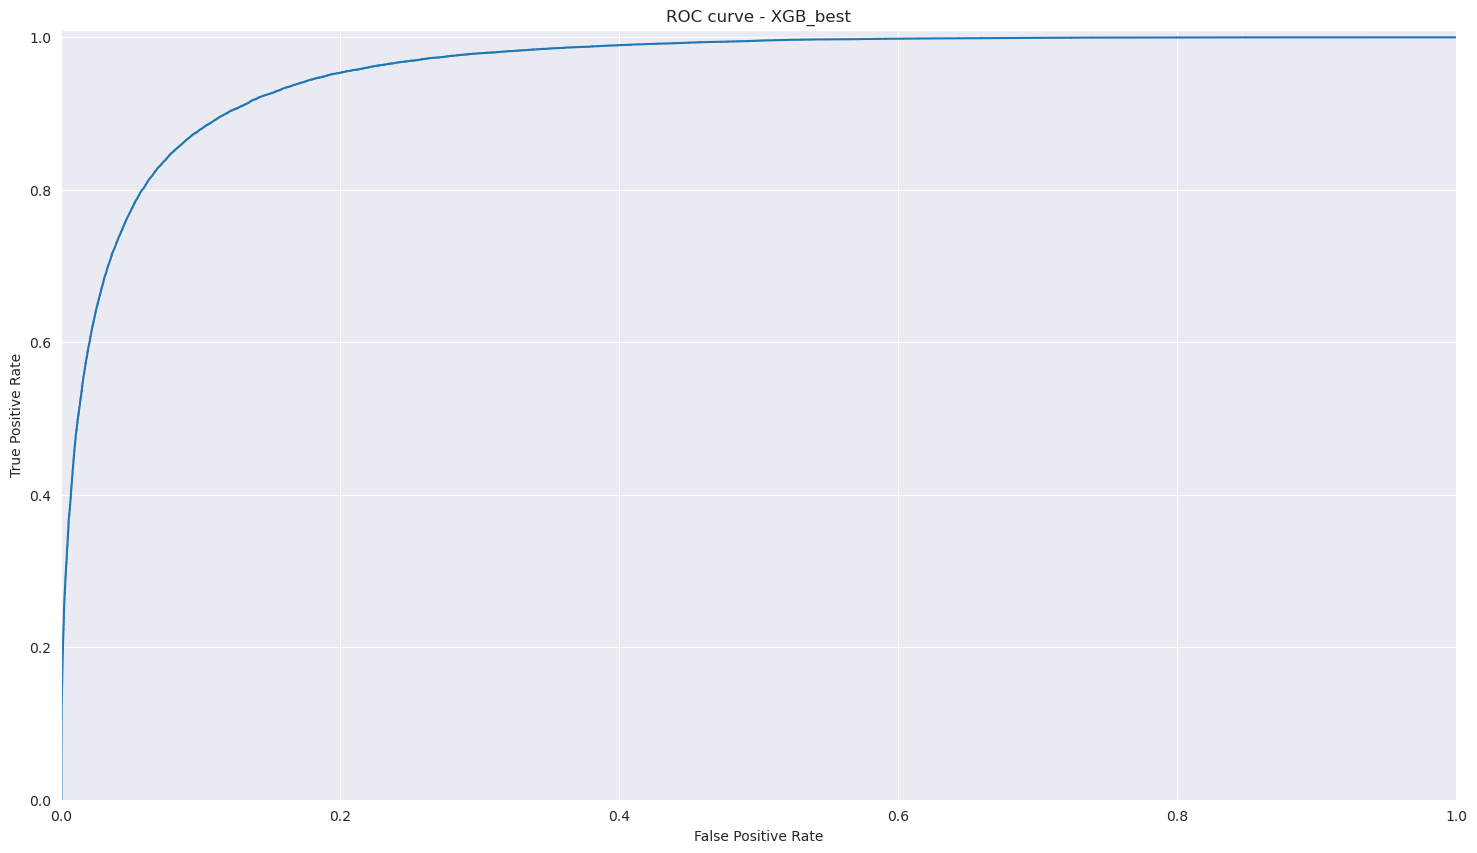 ROC curve - XGB_best
1.0
0.8
0.6
0.4
0.2
0.0
True Positive Rate
0.0 0.2 0.4 0.6 0.8 1.0
False Positive Rate